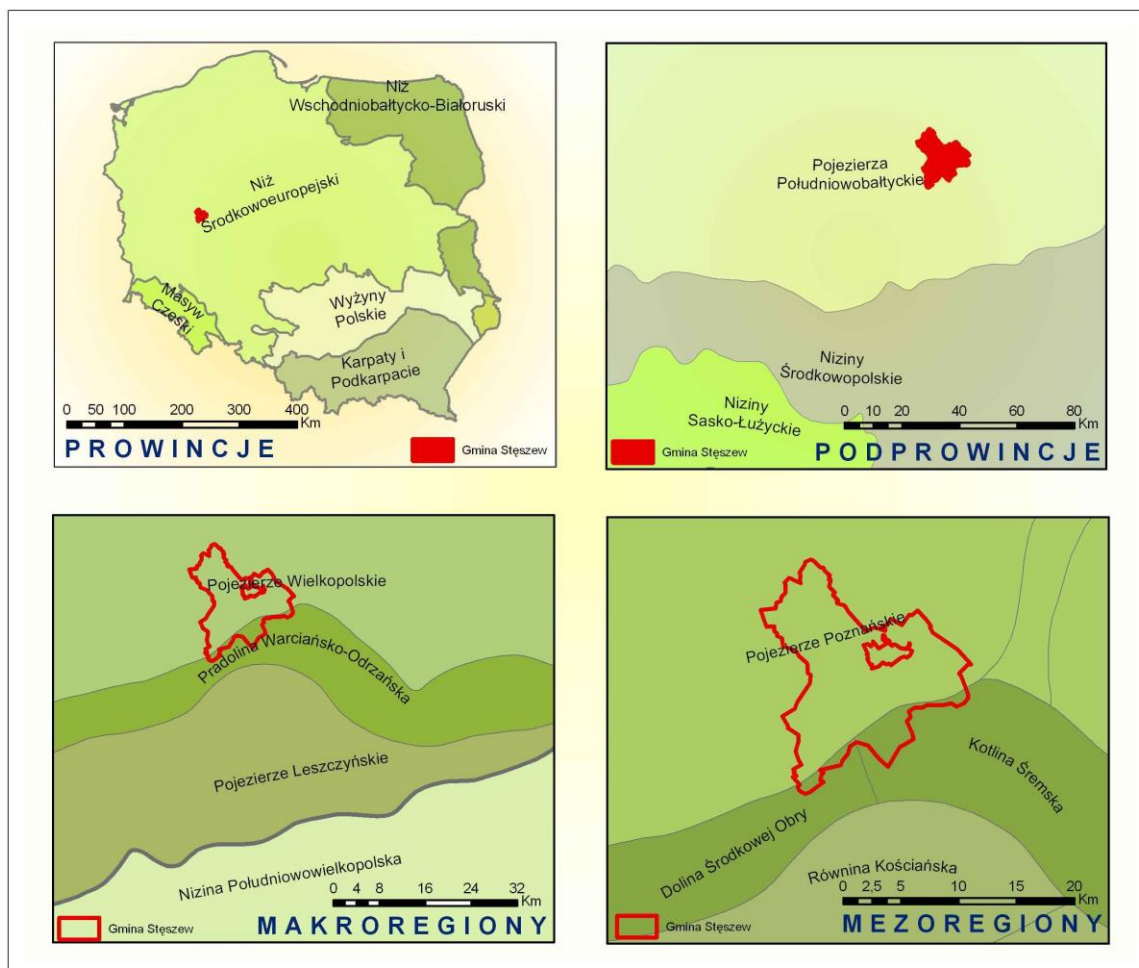 Niż
Wschodniobałtycko-Białoruski
Niż
Środkowoeuropejski
Masyw
Czeski
Wyżyny
Polskie
Karpaty i
Podkarpacie
0 50 100 200 300 400
Km
PROWINCJE
Gmina Stęszew
Pojezierza
Południowobałtyckie
Niziny
Środkowopolskie
Niziny
Sasko-Łużyckie
0 10 20 40 60 80
Km
Gmina Stęszew
PODPROWINCJE
Pojezierze Wielkopolskie
Pradolina Warciańsko-Odrzańska
Pojezierze Leszczyńskie
Nizina Południowowielkopolska
0 4 8 16 24 32
Km
Gmina Stęszew
MAKROREGIONY
Pojezierze Poznańskie
Kotlina Śremska
Dolina Środkowej Obry
Równina Kościańska
0 2,5 5 10 15 20
Km
Gmina Stęszew
MEZOREGIONY